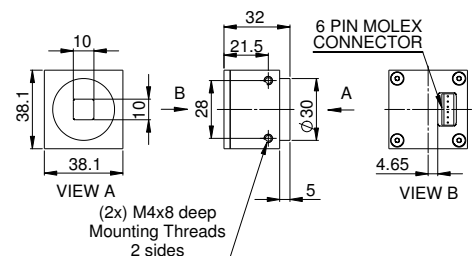 10
38.1
10
38.1
VIEW A
32
21.5
B
28
⌀30
A
5
(2x) M4x8 deep
Mounting Threads
2 sides
6 PIN MOLEX
CONNECTOR
4.65
VIEW B